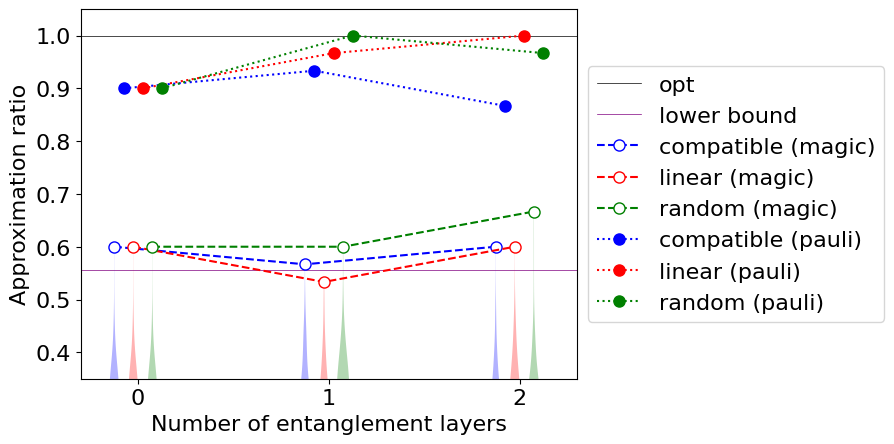 1.0
0.9
0.8
0.7
0.6
0.5
0.4
Approximation ratio
0 1 2
Number of entanglement layers
opt
lower bound
compatible (magic)
linear (magic)
random (magic)
compatible (pauli)
linear (pauli)
random (pauli)